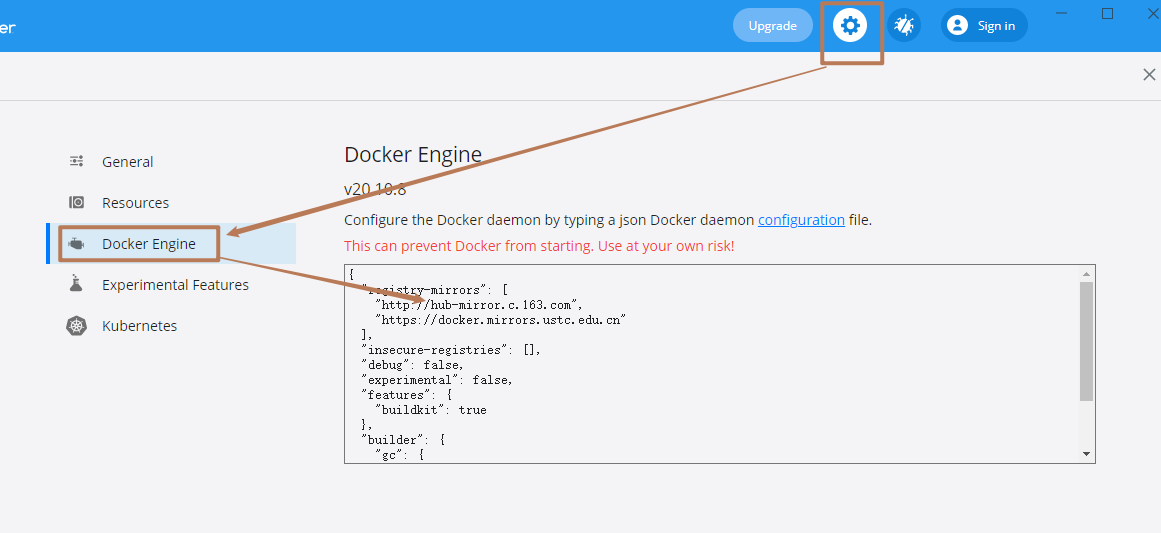 er
Upgrade
Sign in
General
Resources
Docker Engine
Experimental Features
Kubernetes
Docker Engine
v20.10.8
Configure the Docker daemon by typing a json Docker daemon configuration file.
This can prevent Docker from starting. Use at your own risk!
{
"registry-mirrors": [
"http://hub-mirror.c.163.com",
"https://docker.mirrors.ustc.edu.cn"
],
"insecure-registries": [],
"debug": false,
"experimental": false,
"features": {
"buildkit": true
},
"builder": {
"gc": {